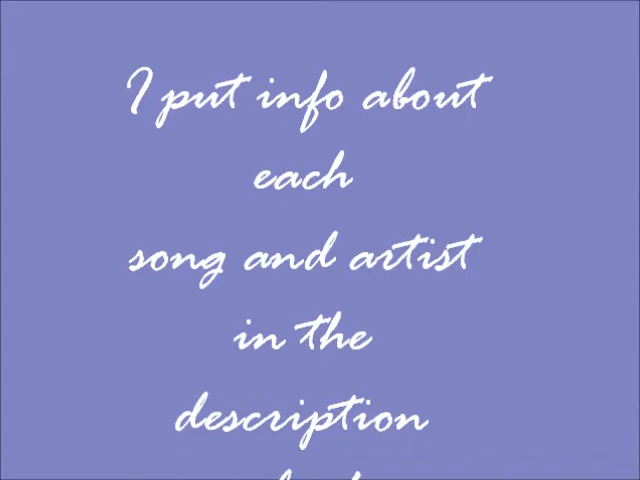 I put info about
each
song and artist
in the
description